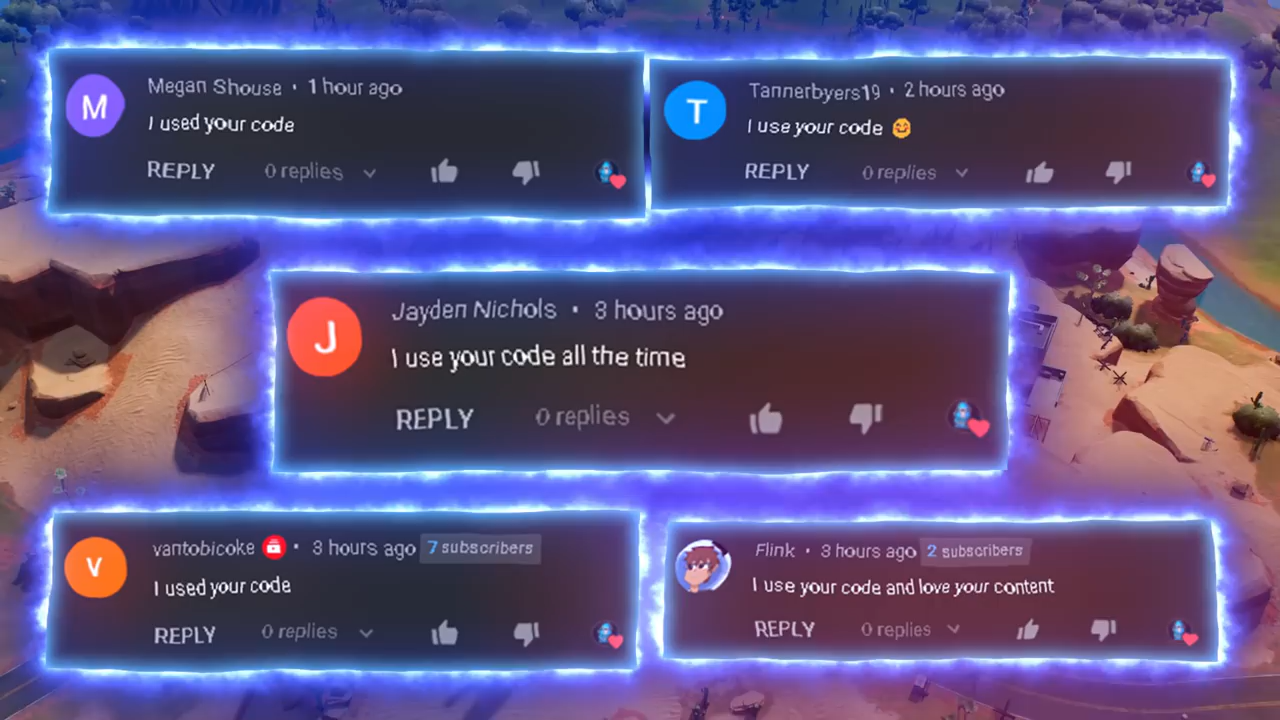 M
Megan Shouse · 1 hour ago
I used your code
REPLY 0 replies
T
Tannerbyers19 · 2 hours ago
I use your code 😊
REPLY 0 replies
J
Jayden Nichols · 3 hours ago
I use your code all the time
REPLY 0 replies
V
vantobicoke · 3 hours ago 7 subscribers
I used your code
REPLY 0 replies
Flink · 3 hours ago 2 subscribers
I use your code and love your content
REPLY 0 replies